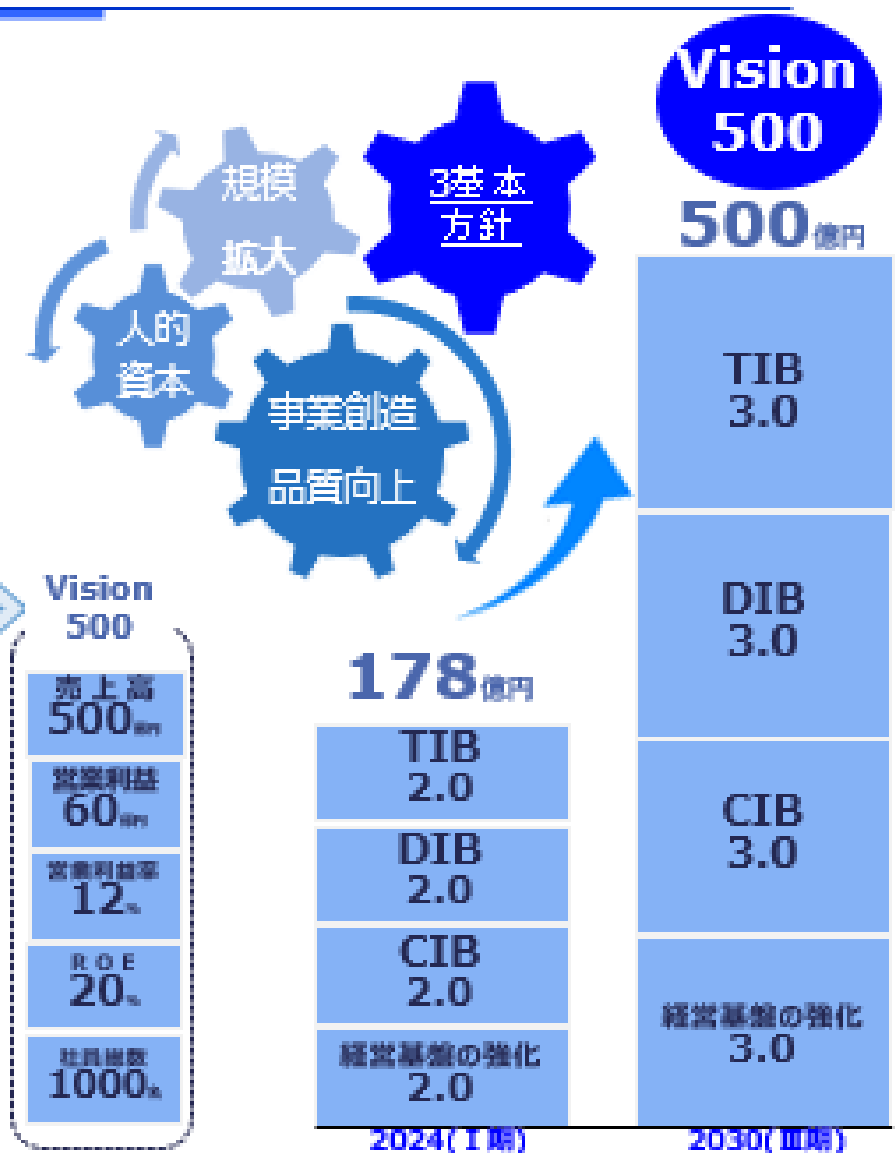 Vision
500
規模
拡大
3基本
方針
500億円
人的
資本
事業創造
品質向上
TIB
3.0
DIB
3.0
CIB
3.0
経営基盤の強化
3.0
2030(Ⅲ期)
Vision
500
売上高
500億円
営業利益
60億円
営業利益率
12%
ROE
20%
社員総数
1000名
178億円
TIB
2.0
DIB
2.0
CIB
2.0
経営基盤の強化
2.0
2024(Ⅰ期)